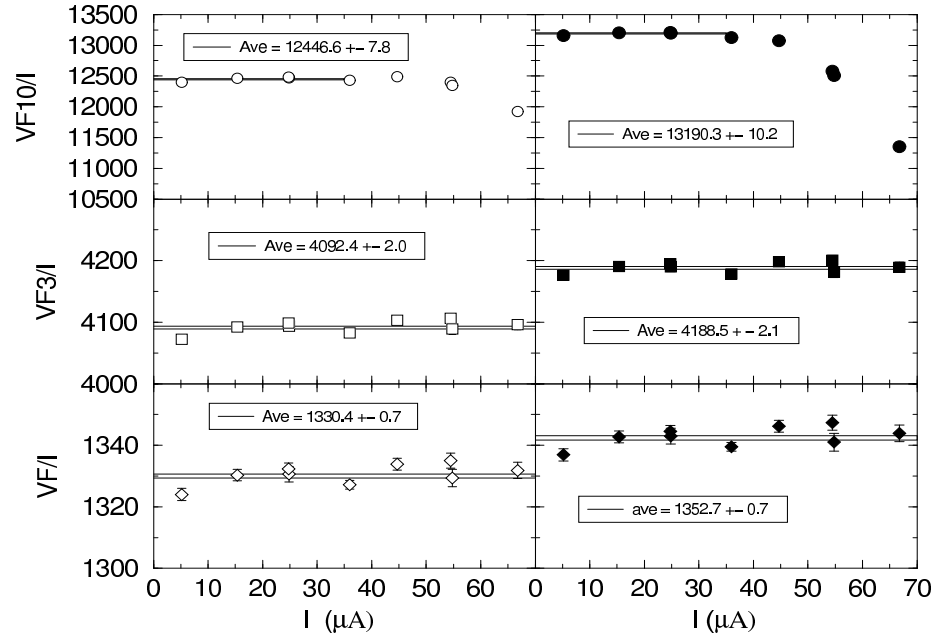 13500
13000
12500
12000
11500
11000
10500
VF10/I
Ave = 12446.6 +− 7.8
Ave = 13190.3 +− 10.2
4200
4100
4000
VF3/I
Ave = 4092.4 +− 2.0
Ave = 4188.5 +− 2.1
1340
1320
1300
VF/I
Ave = 1330.4 +− 0.7
ave = 1352.7 +− 0.7
0 10 20 30 40 50 60 0 10 20 30 40 50 60 70
I (μA) I (μA)